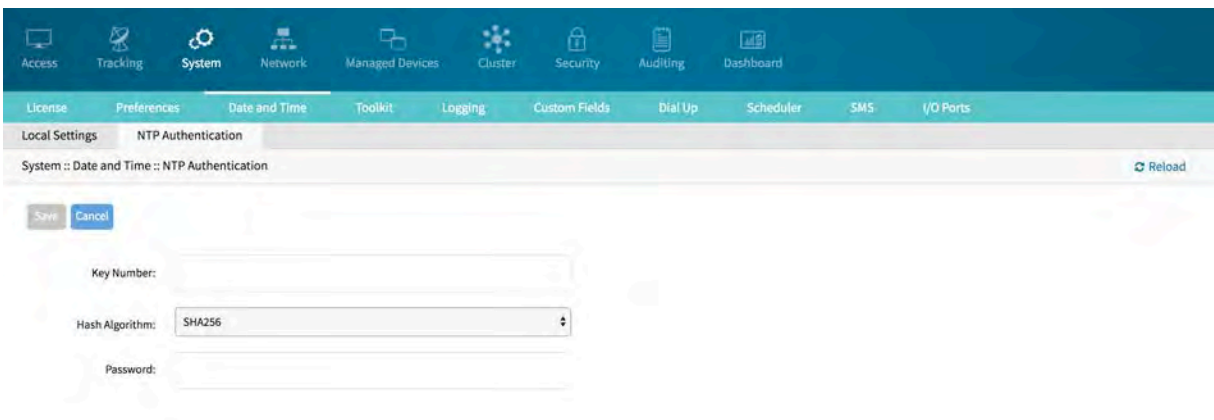 Access Tracking System Network Managed Devices Cluster Security Auditing Dashboard
License Preferences Date and Time Toolkit Logging Custom Fields Dial Up Scheduler SMS I/O Ports
Local Settings NTP Authentication
System :: Date and Time :: NTP Authentication Reload
Save Cancel
Key Number:
Hash Algorithm: SHA256
Password: